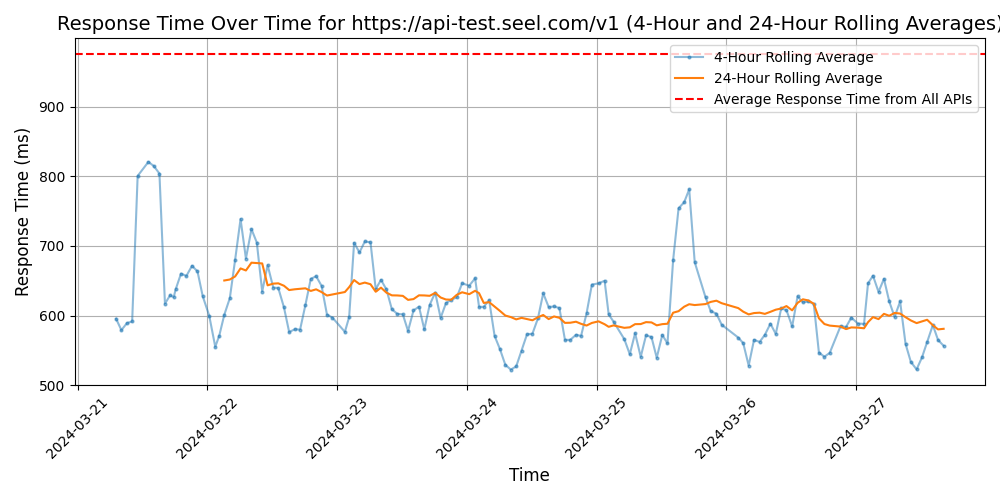 Response Time Over Time for https://api-test.seel.com/v1 (4-Hour and 24-Hour Rolling Averages)
4-Hour Rolling Average
24-Hour Rolling Average
Average Response Time from All APIs
Response Time (ms)
900
800
700
600
500
2024-03-21
2024-03-22
2024-03-23
2024-03-24
2024-03-25
2024-03-26
2024-03-27
Time